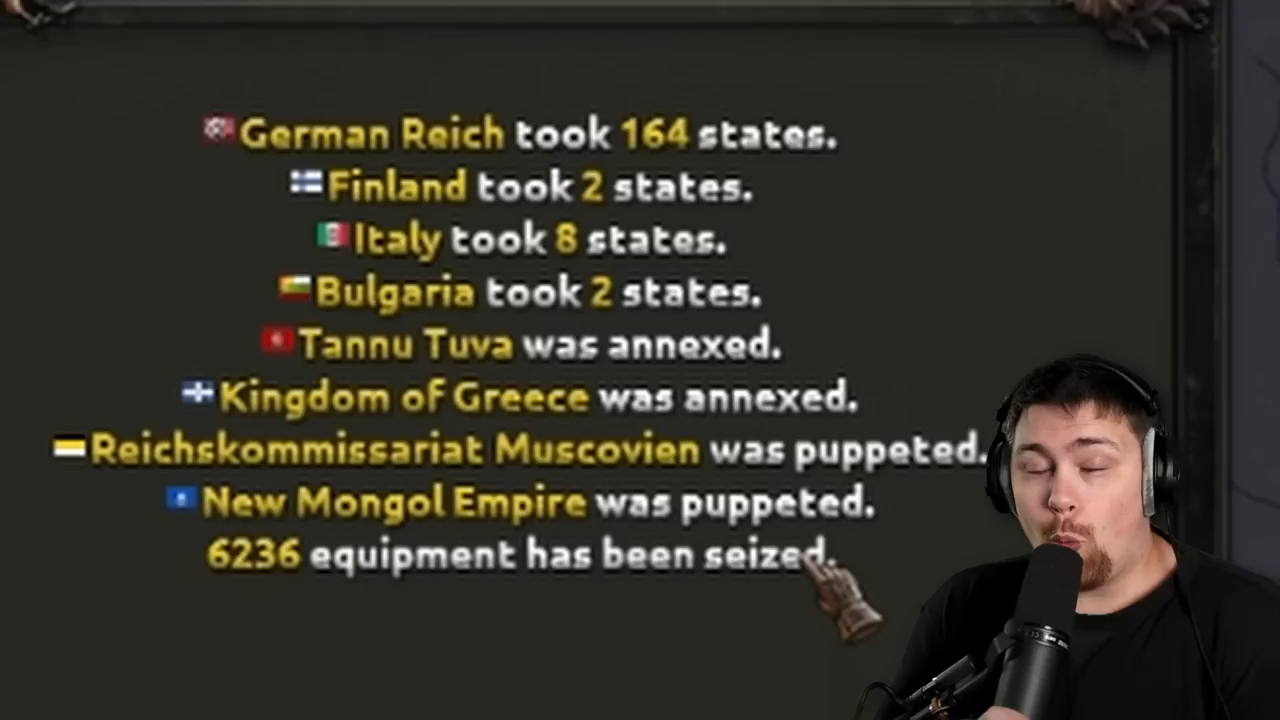 German Reich took 164 states.
Finland took 2 states.
Italy took 8 states.
Bulgaria took 2 states.
Tannu Tuva was annexed.
Kingdom of Greece was annexed.
Reichskommissariat Muscovien was puppeted.
New Mongol Empire was puppeted.
6236 equipment has been seized.